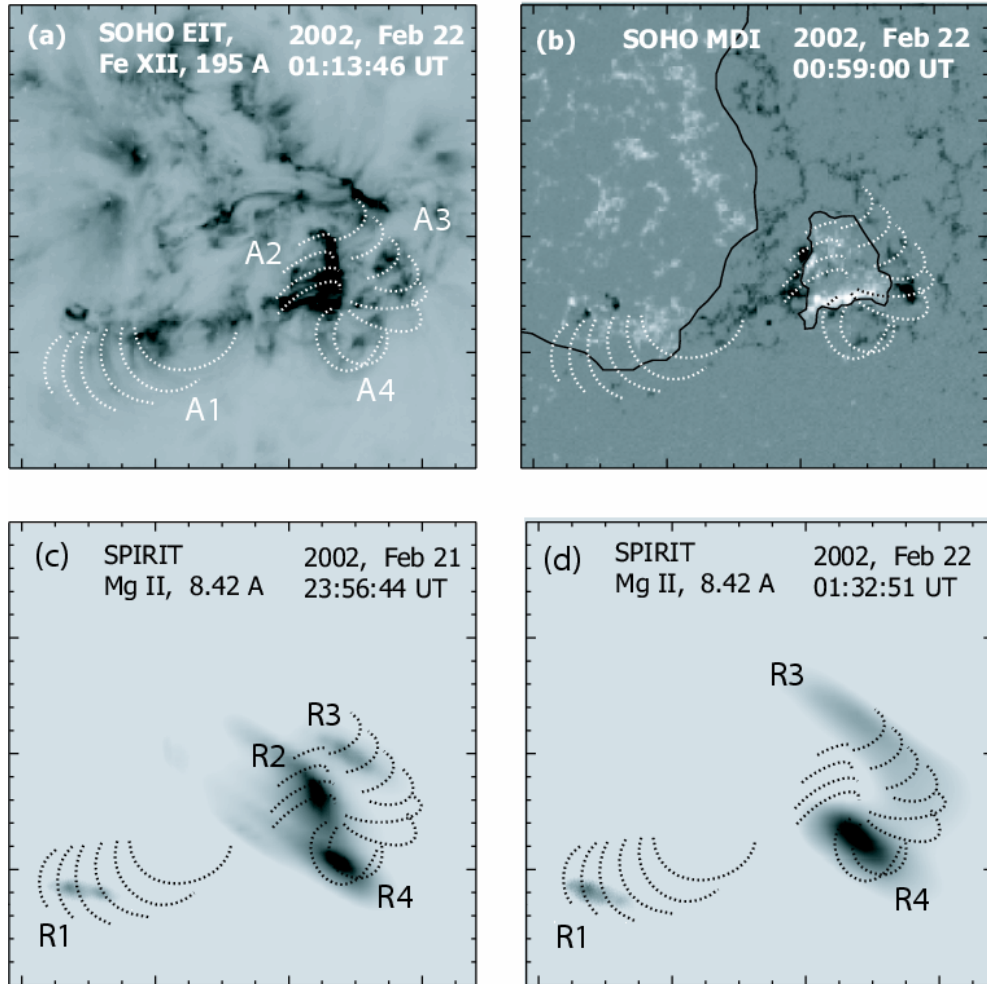 (a) SOHO EIT, 2002, Feb 22
Fe XII, 195 A 01:13:46 UT
A3
A2
A1
A4
(b) SOHO MDI 2002, Feb 22
00:59:00 UT
(c) SPIRIT 2002, Feb 21
Mg II, 8.42 A 23:56:44 UT
R3
R2
R1
R4
(d) SPIRIT 2002, Feb 22
Mg II, 8.42 A 01:32:51 UT
R3
R1
R4